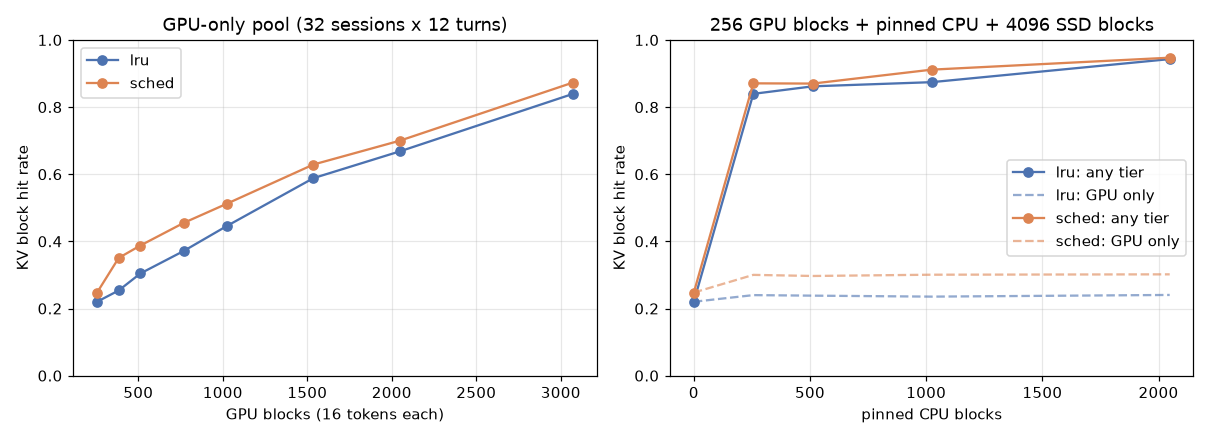 GPU-only pool (32 sessions x 12 turns)
lru
sched
KV block hit rate
1.0
0.8
0.6
0.4
0.2
0.0
500
1000
1500
2000
2500
3000
GPU blocks (16 tokens each)
256 GPU blocks + pinned CPU + 4096 SSD blocks
lru: any tier
lru: GPU only
sched: any tier
sched: GPU only
KV block hit rate
1.0
0.8
0.6
0.4
0.2
0.0
0
500
1000
1500
2000
pinned CPU blocks